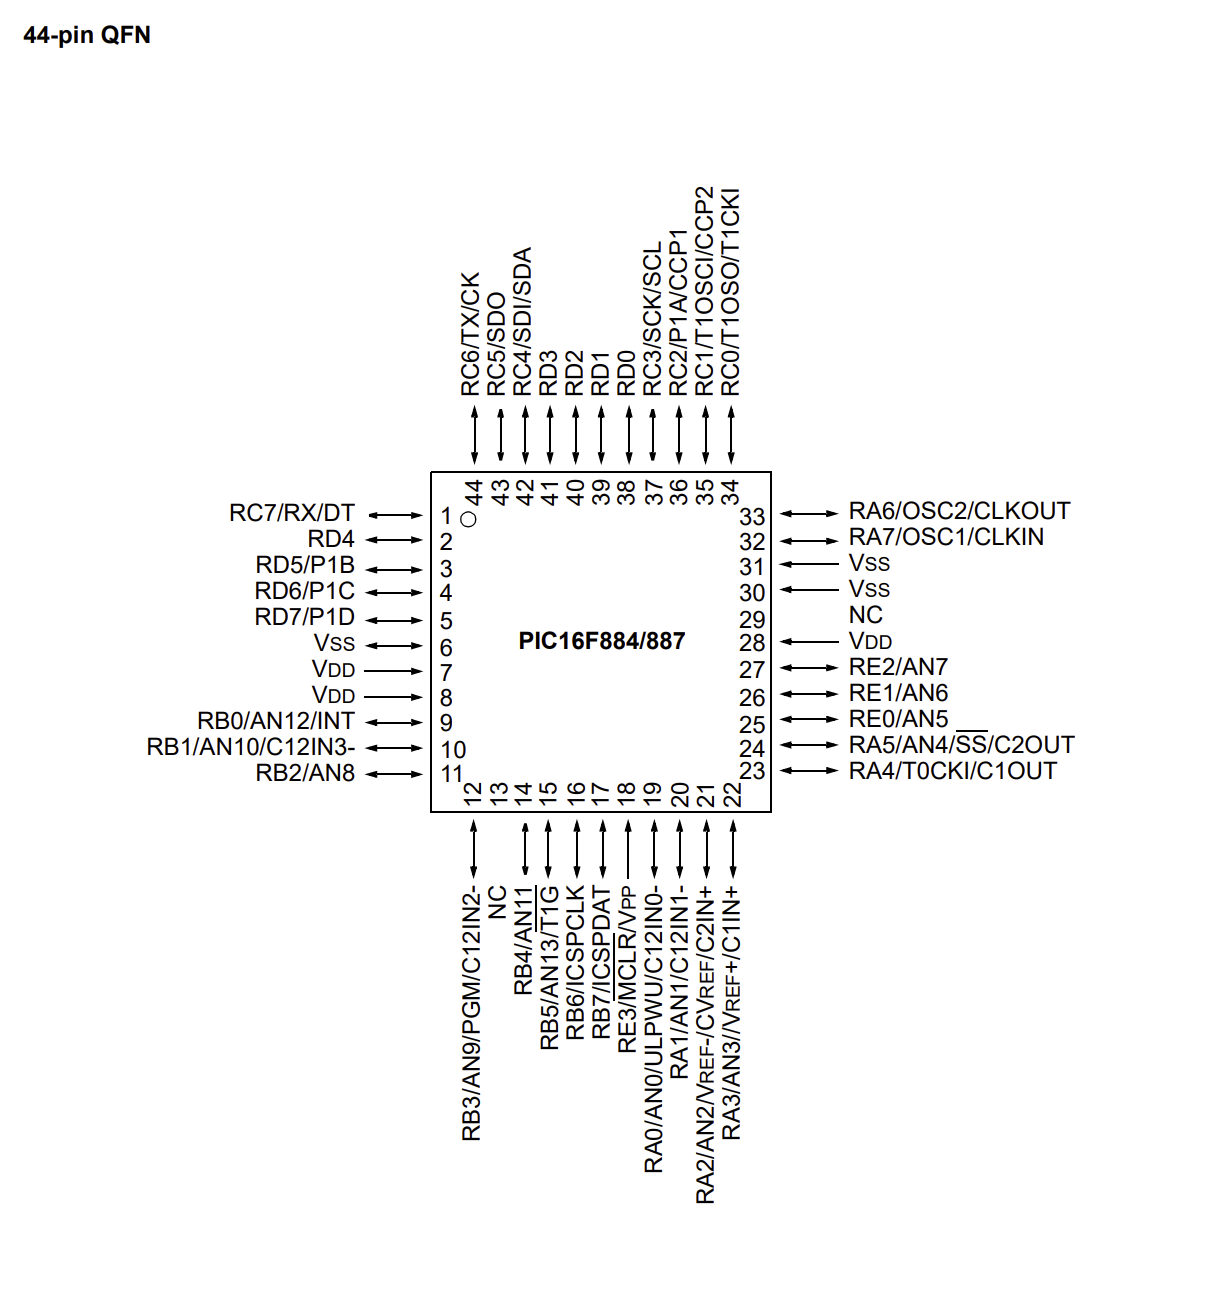 44-pin QFN
RC6/TX/CK
RC5/SDO
RC4/SDI/SDA
RD3
RD2
RD1
RD0
RC3/SCK/SCL
RC2/P1A/CCP1
RC1/T1OSCI/CCP2
RC0/T1OSO/T1CKI
44
43
42
41
40
39
38
37
36
35
34
RC7/RX/DT
RD4
RD5/P1B
RD6/P1C
RD7/P1D
VSS
VDD
VDD
RB0/AN12/INT
RB1/AN10/C12IN3-
RB2/AN8
1
2
3
4
5
6
7
8
9
10
11
PIC16F884/887
33
32
31
30
29
28
27
26
25
24
23
RA6/OSC2/CLKOUT
RA7/OSC1/CLKIN
VSS
VSS
NC
VDD
RE2/AN7
RE1/AN6
RE0/AN5
RA5/AN4/SS/C2OUT
RA4/T0CKI/C1OUT
12
13
14
15
16
17
18
19
20
21
22
RB3/AN9/PGM/C12IN2-
NC
RB4/AN11
RB5/AN13/T1G
RB6/ICSPCLK
RB7/ICSPDAT
RE3/MCLR/VPP
RA0/AN0/ULPWU/C12IN0-
RA1/AN1/C12IN1-
RA2/AN2/VREF-/CVREF/C2IN+
RA3/AN3//VREF+/C1IN+